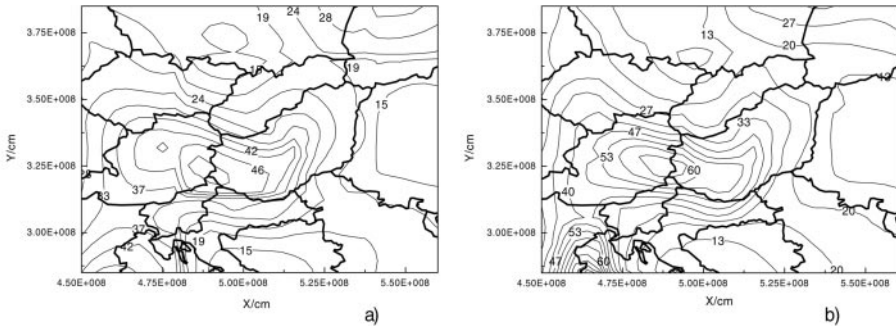 19
24
28
3.75E+008
19
15
3.50E+008
24
Y/cm
42
3.25E+008
46
37
33
3.00E+008
37
42
19
15
4.50E+008
4.75E+008
5.00E+008
5.25E+008
5.50E+008
X/cm
a)
27
3.75E+008
13
20
3.50E+008
27
33
Y/cm
47
53
3.25E+008
60
40
20
3.00E+008
53
13
47
60
20
4.50E+008
4.75E+008
5.00E+008
5.25E+008
5.50E+008
X/cm
b)